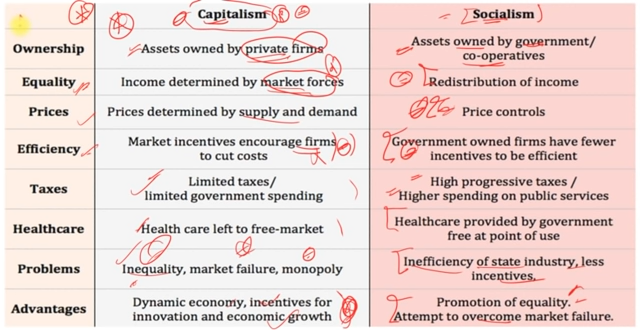 Capitalism Socialism
Ownership Assets owned by private firms Assets owned by government/
co-operatives
Equality Income determined by market forces Redistribution of income
Prices Prices determined by supply and demand Price controls
Efficiency Market incentives encourage firms
to cut costs
Government owned firms have fewer
incentives to be efficient
Taxes Limited taxes/
limited government spending
High progressive taxes /
Higher spending on public services
Healthcare Health care left to free-market Healthcare provided by government
free at point of use
Problems Inequality, market failure, monopoly Inefficiency of state industry, less
incentives.
Advantages Dynamic economy, incentives for
innovation and economic growth
Promotion of equality.
Attempt to overcome market failure.